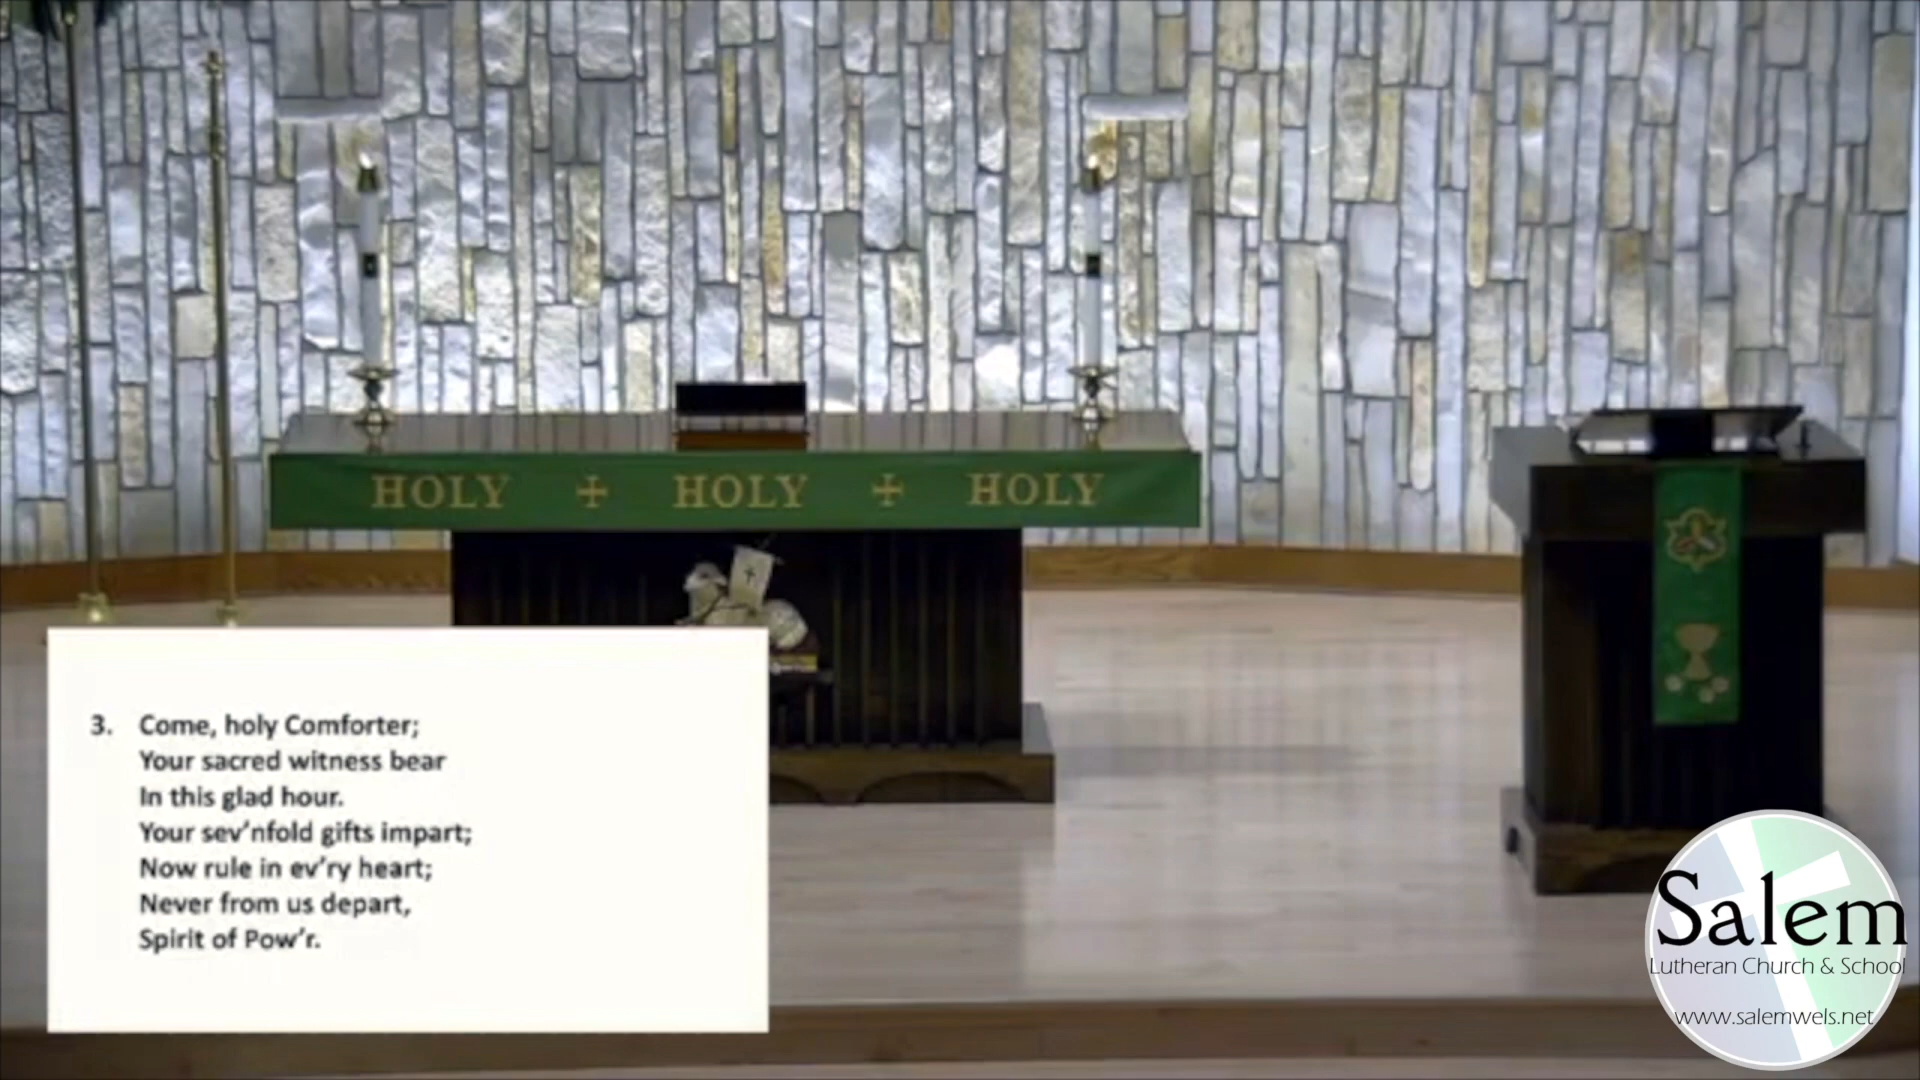 HOLY + HOLY + HOLY
3. Come, holy Comforter;
Your sacred witness bear
In this glad hour.
Your sev'nfold gifts impart;
Now rule in ev'ry heart;
Never from us depart,
Spirit of Pow'r.
Salem
Lutheran Church & School
www.salemwels.net